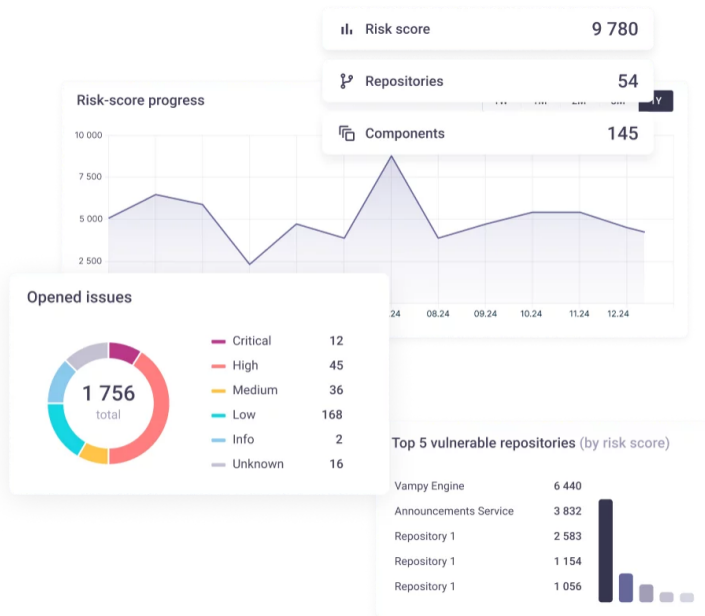 Risk score 9 780
Repositories 54
Risk-score progress
Components 145
10 000
7 500
5 000
2 500
08.24 09.24 10.24 11.24 12.24
Opened issues
1 756
total
Critical 12
High 45
Medium 36
Low 168
Info 2
Unknown 16
Top 5 vulnerable repositories (by risk score)
Vampy Engine 6 440
Announcements Service 3 832
Repository 1 2 583
Repository 1 1 154
Repository 1 1 056